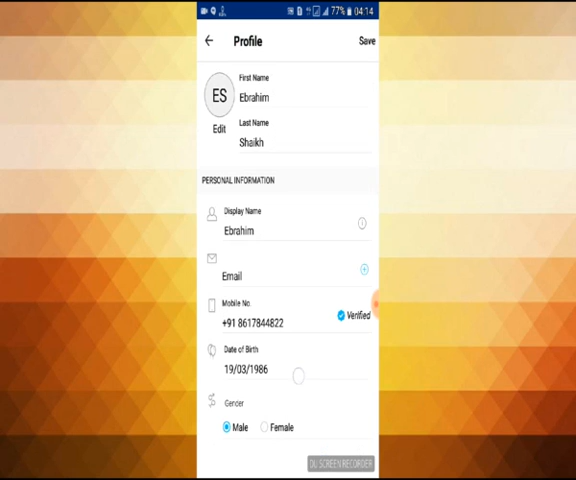 77% 04:14
Profile Save
First Name
ES Ebrahim
Edit Last Name
Shaikh
PERSONAL INFORMATION
Display Name
Ebrahim
Email
Mobile No.
+91 8617844822 Verified
Date of Birth
19/03/1986
Gender
Male Female
DU SCREEN RECORDER